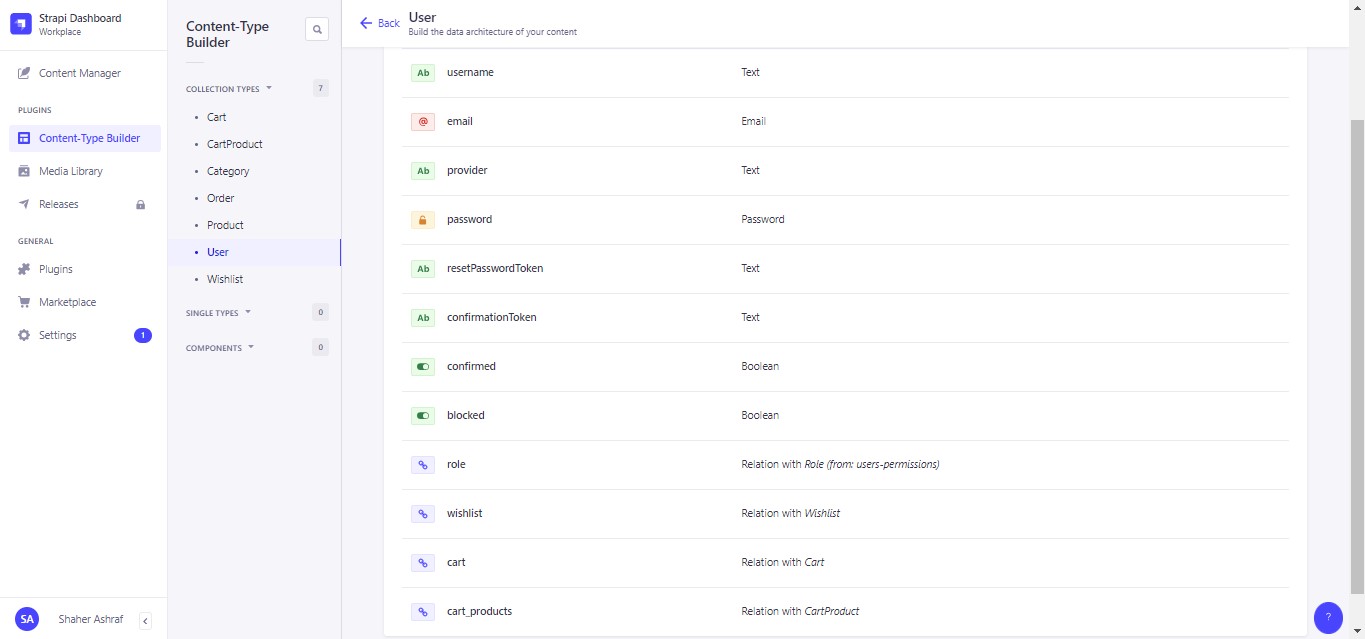 Strapi Dashboard
Workplace
Content Manager
PLUGINS
Content-Type Builder
Media Library
Releases
GENERAL
Plugins
Marketplace
Settings
1
SA
Shaher Ashraf
Content-Type
Builder
COLLECTION TYPES
7
Cart
CartProduct
Category
Order
Product
User
Wishlist
SINGLE TYPES
0
COMPONENTS
0
Back
User
Build the data architecture of your content
Ab username Text
@ email Email
Ab provider Text
password Password
Ab resetPasswordToken Text
Ab confirmationToken Text
confirmed Boolean
blocked Boolean
role Relation with Role (from: users-permissions)
wishlist Relation with Wishlist
cart Relation with Cart
cart_products Relation with CartProduct
?